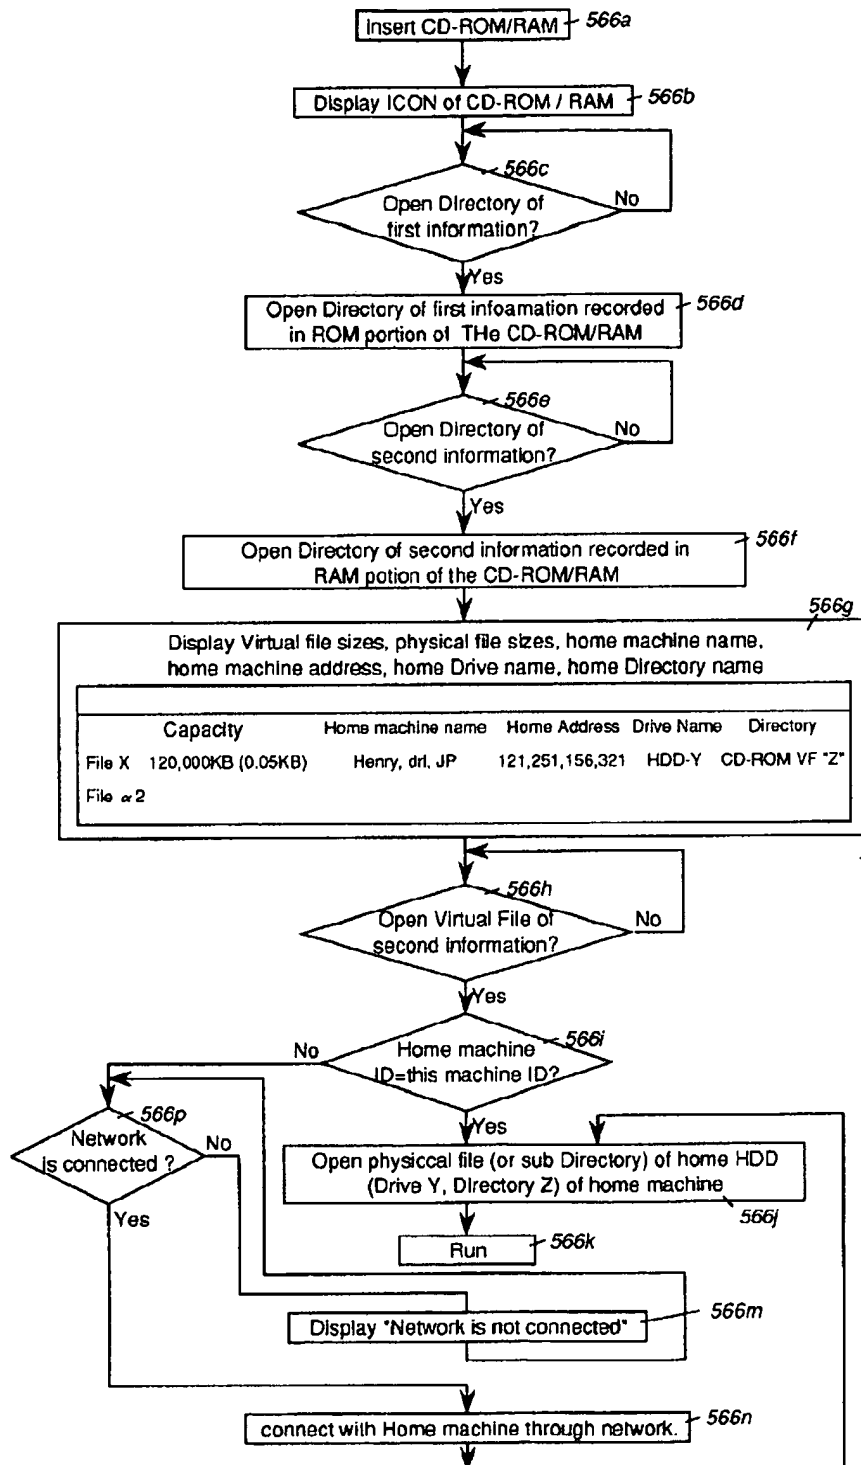 Insert CD-ROM/RAM 566a
Display ICON of CD-ROM / RAM 566b
566c
Open Directory of
first information?
No
Yes
Open Directory of first infoamation recorded
in ROM portion of THe CD-ROM/RAM
566d
566e
Open Directory of
second information?
No
Yes
Open Directory of second information recorded in
RAM potion of the CD-ROM/RAM
566f
566g
Display Virtual file sizes, physical file sizes, home machine name,
home machine address, home Drive name, home Directory name
Capacity Home machine name Home Address Drive Name Directory
File X 120,000KB (0.05KB) Henry, drl, JP 121,251,156,321 HDD-Y CD-ROM VF "Z"
File α2
566h
Open Virtual File of
second information?
No
Yes
566i
Home machine
ID=this machine ID?
No
Yes
566p
Network
is connected ?
No
Yes
Open physiccal file (or sub Directory) of home HDD
(Drive Y, Directory Z) of home machine
566j
Run 566k
Display "Network is not connected" 566m
connect with Home machine through network. 566n